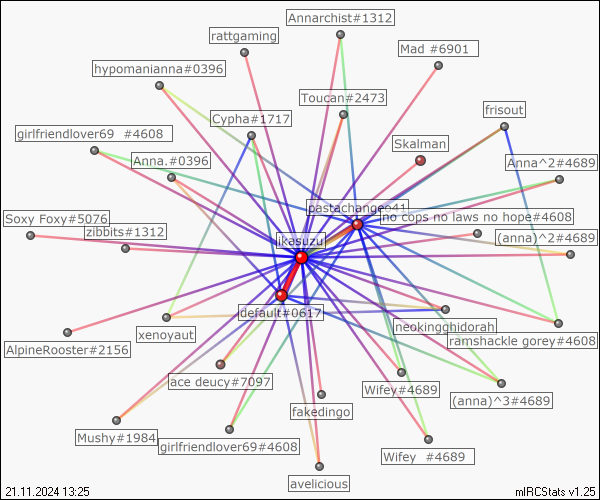 Annarchist#1312
rattgaming
Mad #6901
hypomanianna#0396
Toucan#2473
frisout
Cypha#1717
girlfriendlover69 #4608
Skalman
Anna.#0396
Anna^2#4689
pastachangeo41
Soxy Foxy#5076
no cops no laws no hope#4608
zibbits#1312
ikasuzu
(anna)^2#4689
default#0617
neokingghidorah
xenoyaut
ramshackle gorey#4608
AlpineRooster#2156
ace deucy#7097
Wifey#4689
(anna)^3#4689
fakedingo
Mushy#1984
girlfriendlover69#4608
Wifey #4689
avelicious
21.11.2024 13:25
mIRCStats v1.25